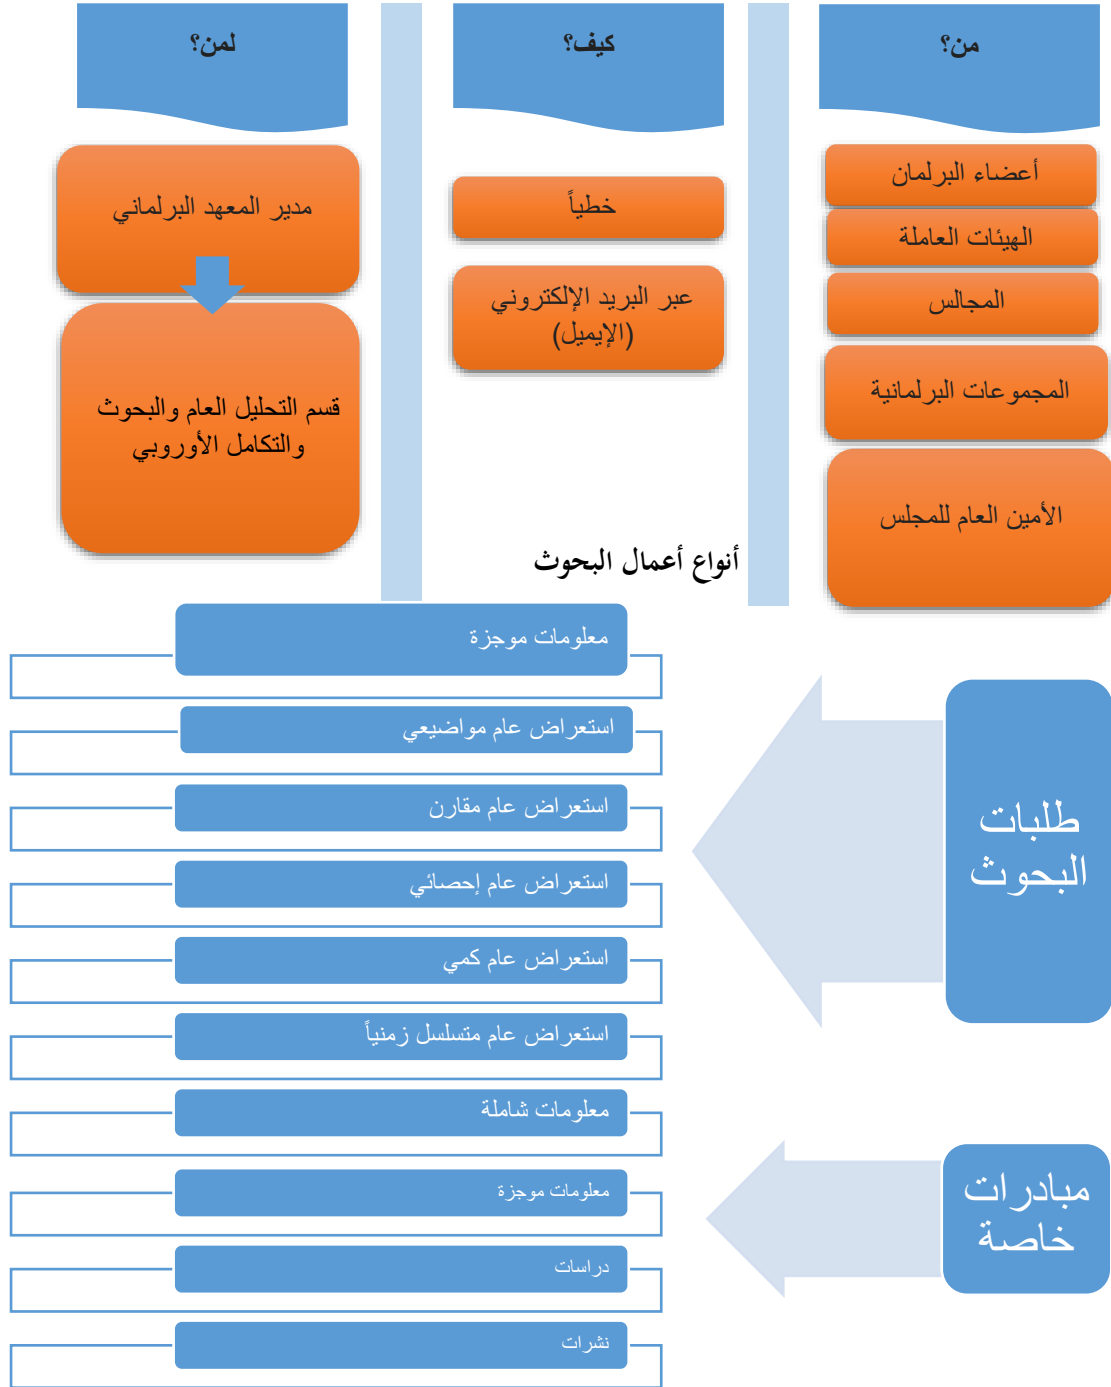 من؟
أعضاء البرلمان
الهيئات العاملة
المجالس
المجموعات البرلمانية
الأمين العام للمجلس
كيف؟
خطياً
عبر البريد الإلكتروني
(الإيميل)
لمن؟
مدير المعهد البرلماني
قسم التحليل العام والبحوث
والتكامل الأوروبي
أنواع أعمال البحوث
طلبات
البحوث
معلومات موجزة
استعراض عام مواضيعي
استعراض عام مقارن
استعراض عام إحصائي
استعراض عام كمي
استعراض عام متسلسل زمنياً
معلومات شاملة
مبادرات
خاصة
معلومات موجزة
دراسات
نشرات